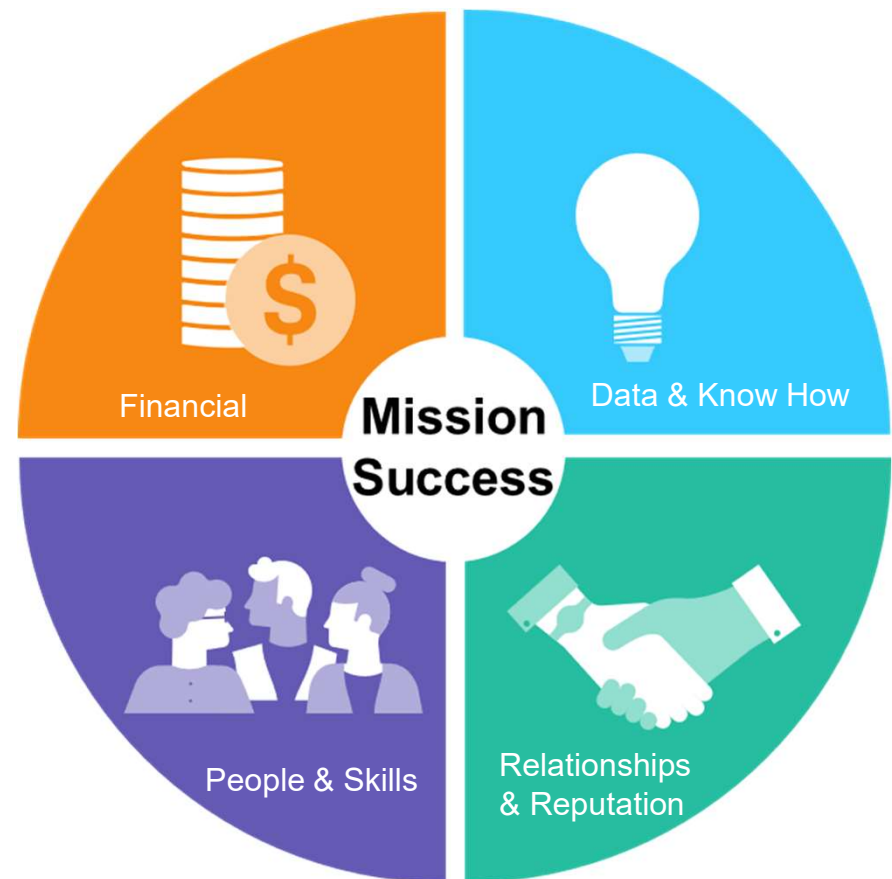 $
Financial
Data & Know How
Mission
Success
People & Skills
Relationships
& Reputation